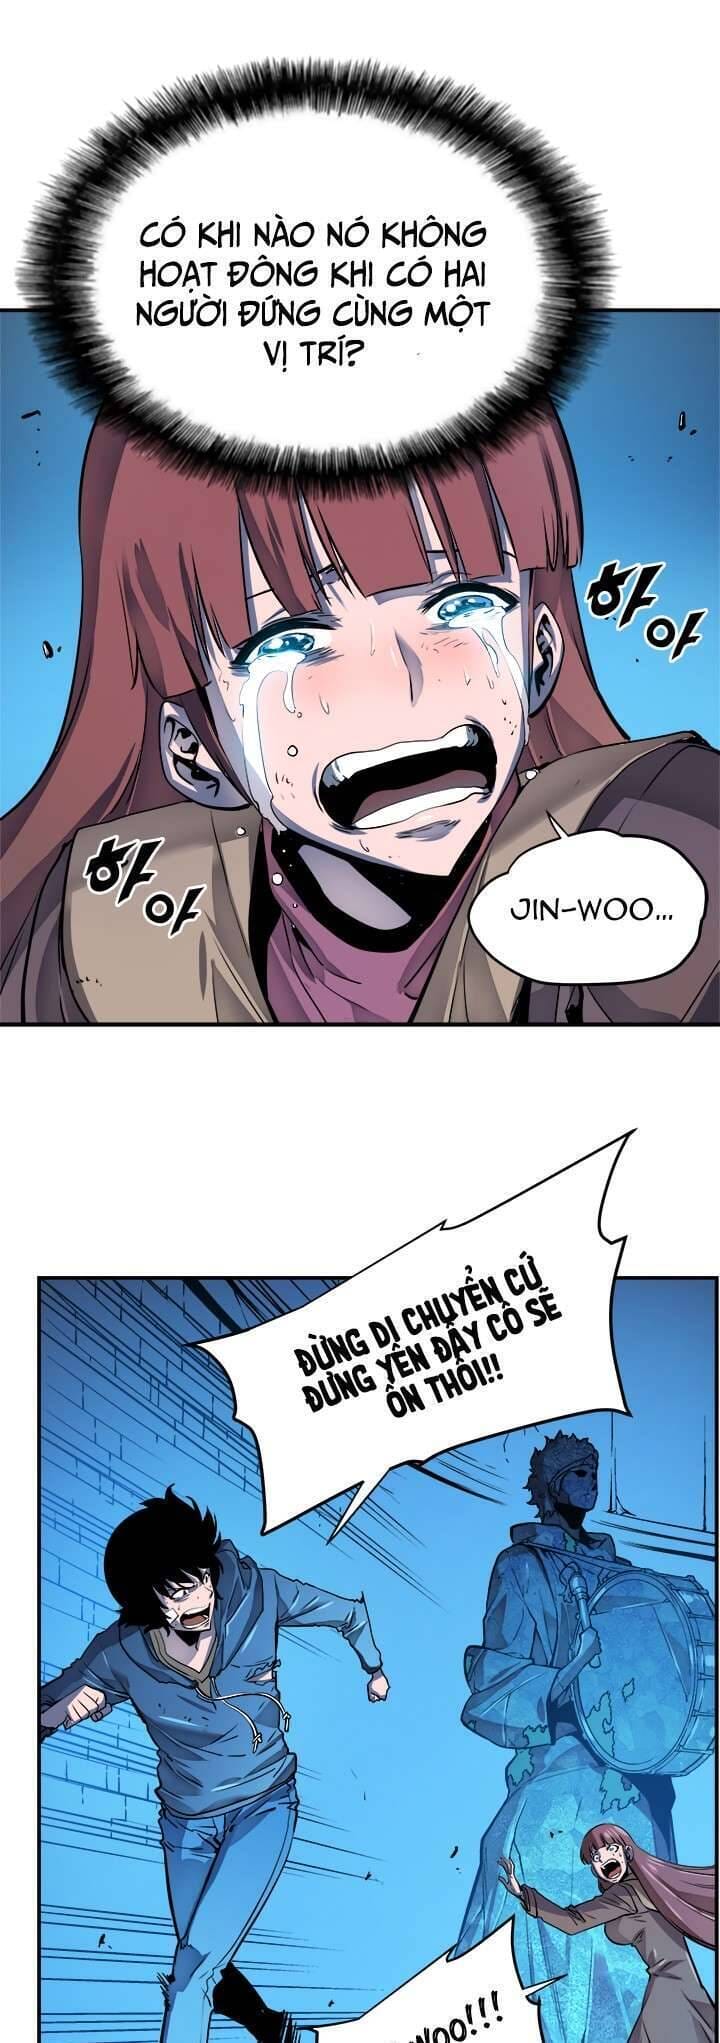 CÓ KHI NÀO NÓ KHÔNG
HOẠT ĐÔNG KHI CÓ HAI
NGƯỜI ĐỨNG CÙNG MỘT
VỊ TRÍ?
하아
하아
JIN-WOO...
ĐỪNG DI CHUYỂN CỨ
ĐƯNG YÊN ĐẤY CÔ SẼ
ỔN THÔI!!
WOO!!!